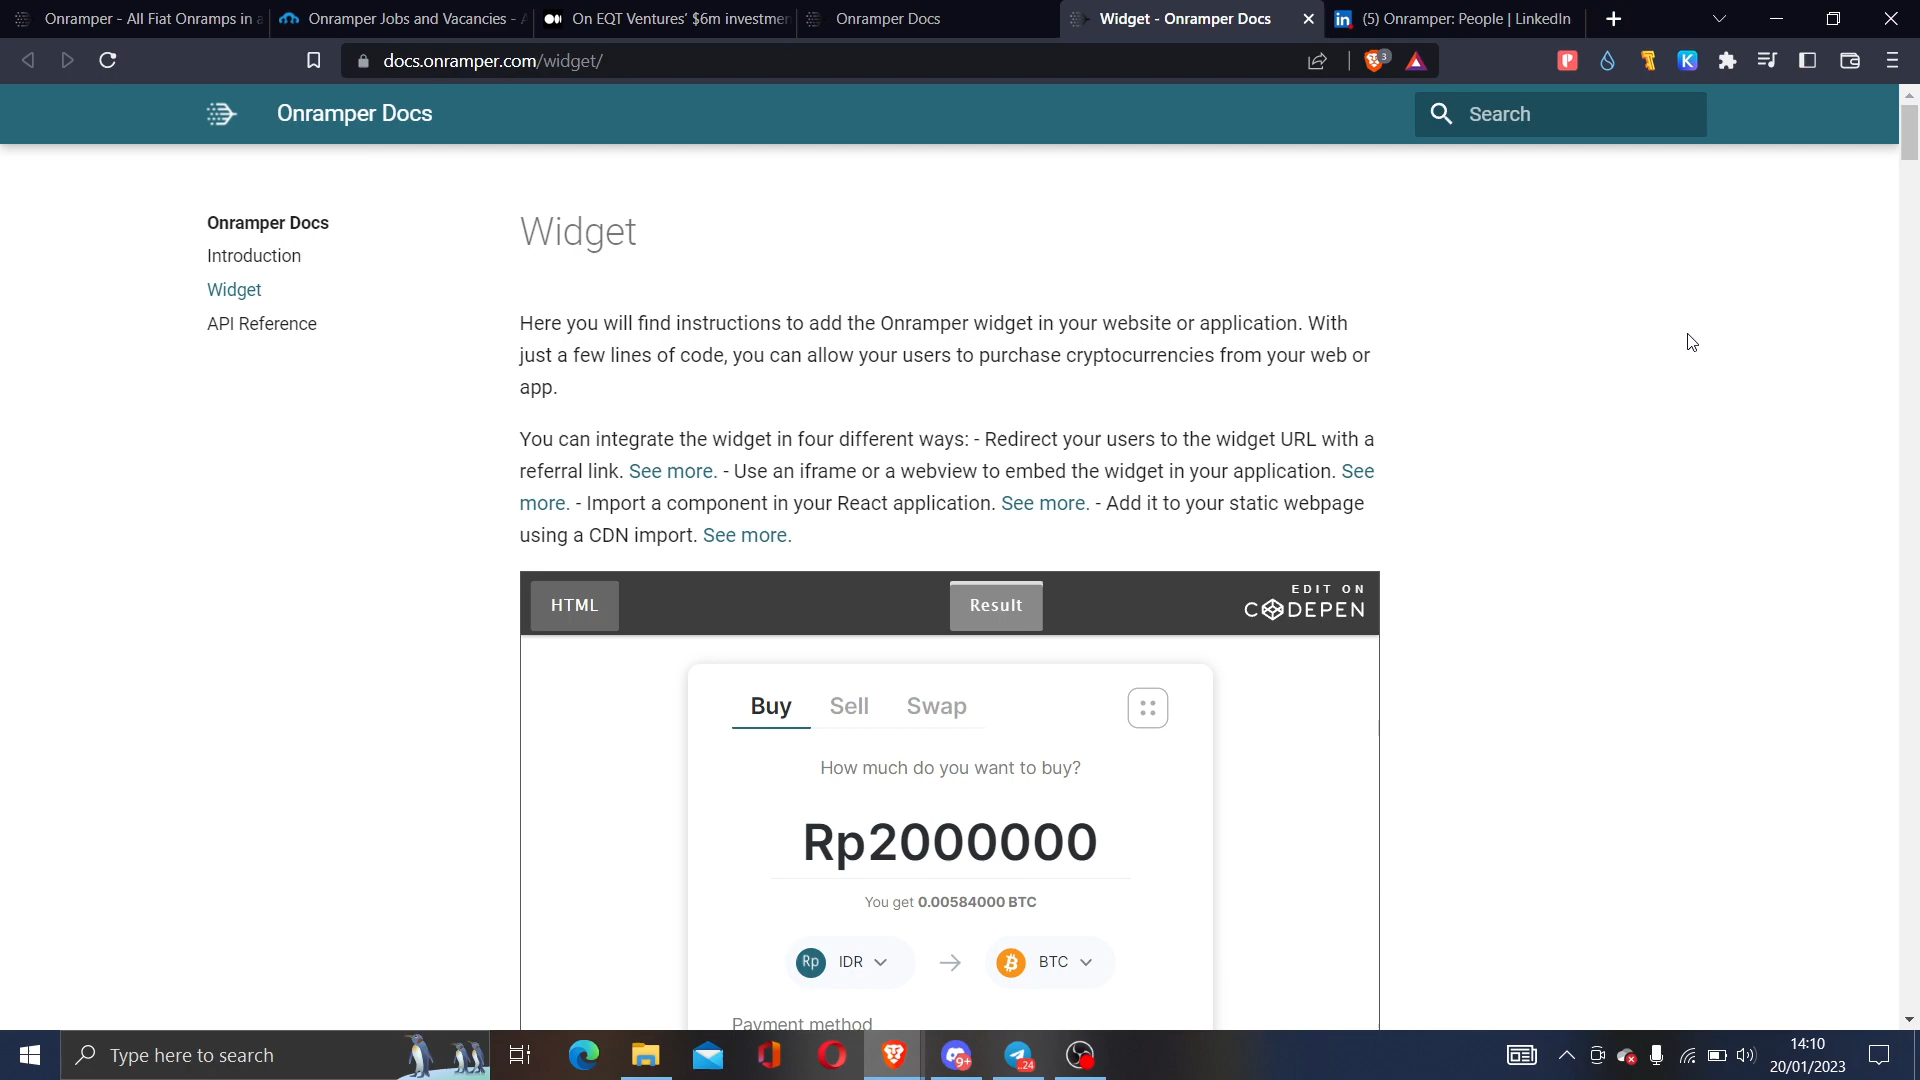 Onramper - All Fiat Onramps in a
Onramper Jobs and Vacancies - A
On EQT Ventures' $6m investmen
Onramper Docs
Widget - Onramper Docs
(5) Onramper: People | LinkedIn
docs.onramper.com/widget/
3
Onramper Docs
Search
Onramper Docs
Introduction
Widget
API Reference
Widget
Here you will find instructions to add the Onramper widget in your website or application. With
just a few lines of code, you can allow your users to purchase cryptocurrencies from your web or
app.
You can integrate the widget in four different ways: - Redirect your users to the widget URL with a
referral link. See more. - Use an iframe or a webview to embed the widget in your application. See
more. - Import a component in your React application. See more. - Add it to your static webpage
using a CDN import. See more.
HTML
Result
EDIT ON
CODEPEN
Buy Sell Swap
How much do you want to buy?
Rp2000000
You get 0.00584000 BTC
Rp IDR
BTC
Payment method
Type here to search
9+
..24
14:10
20/01/2023